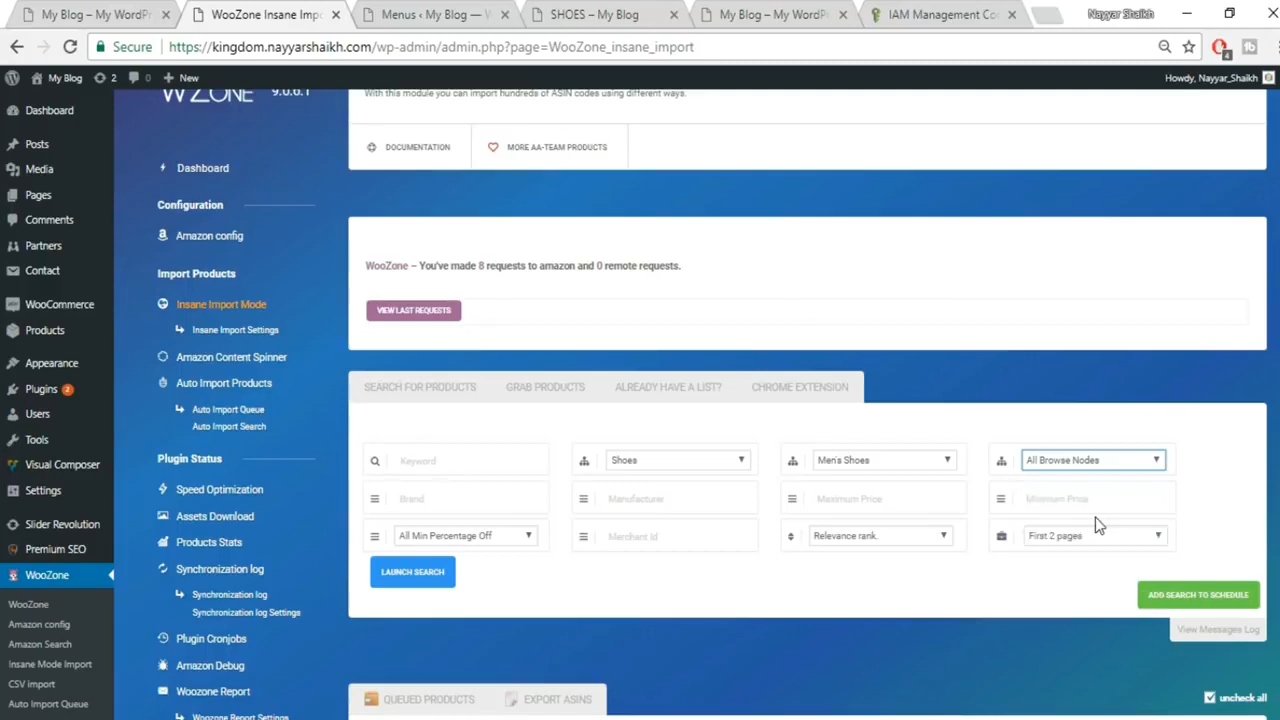 My Blog – My WordPr
WooZone Insane Imp
Menus ‹ My Blog — W
SHOES – My Blog
My Blog – My WordP
IAM Management Co
Nayyar Shaikh
Secure
https://kingdom.nayyarshaikh.com/wp-admin/admin.php?page=WooZone_insane_import
4
My Blog
2
0
New
Howdy, Nayyar_Shaikh
Dashboard
Posts
Media
Pages
Comments
Partners
Contact
WooCommerce
Products
Appearance
Plugins 2
Users
Tools
Visual Composer
Settings
Slider Revolution
Premium SEO
WooZone
WooZone
Amazon config
Amazon Search
Insane Mode Import
CSV import
Auto Import Queue
WZONE 9.0.6.1
Dashboard
Configuration
Amazon config
Import Products
Insane Import Mode
Insane Import Settings
Amazon Content Spinner
Auto Import Products
Auto Import Queue
Auto Import Search
Plugin Status
Speed Optimization
Assets Download
Products Stats
Synchronization log
Synchronization log
Synchronization log Settings
Plugin Cronjobs
Amazon Debug
Woozone Report
Woozone Report Settings
With this module you can import hundreds of ASIN codes using different ways.
DOCUMENTATION
MORE AA-TEAM PRODUCTS
WooZone – You've made 8 requests to amazon and 0 remote requests.
VIEW LAST REQUESTS
SEARCH FOR PRODUCTS
GRAB PRODUCTS
ALREADY HAVE A LIST?
CHROME EXTENSION
Keyword
Shoes
Men's Shoes
All Browse Nodes
Brand
Manufacturer
Maximum Price
Minimum Price
All Min Percentage Off
Merchant Id
Relevance rank.
First 2 pages
LAUNCH SEARCH
ADD SEARCH TO SCHEDULE
View Messages Log
QUEUED PRODUCTS
EXPORT ASINS
uncheck all